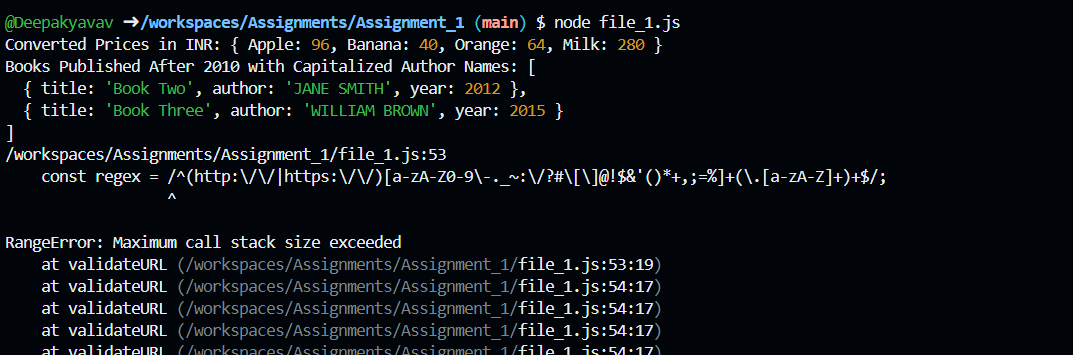 @Deepakyavav ➜/workspaces/Assignments/Assignment_1 (main) $ node file_1.js
Converted Prices in INR: { Apple: 96, Banana: 40, Orange: 64, Milk: 280 }
Books Published After 2010 with Capitalized Author Names: [
  { title: 'Book Two', author: 'JANE SMITH', year: 2012 },
  { title: 'Book Three', author: 'WILLIAM BROWN', year: 2015 }
]
/workspaces/Assignments/Assignment_1/file_1.js:53
    const regex = /^(http:\/\/|https:\/\/)[a-zA-Z0-9\-._~:\/?#\[\]@!$&'()*+,;=%]+(\.[a-zA-Z]+)+$/;
                  ^
RangeError: Maximum call stack size exceeded
    at validateURL (/workspaces/Assignments/Assignment_1/file_1.js:53:19)
    at validateURL (/workspaces/Assignments/Assignment_1/file_1.js:54:17)
    at validateURL (/workspaces/Assignments/Assignment_1/file_1.js:54:17)
    at validateURL (/workspaces/Assignments/Assignment_1/file_1.js:54:17)
    at validateURL (/workspaces/Assignments/Assignment_1/file_1.js:54:17)